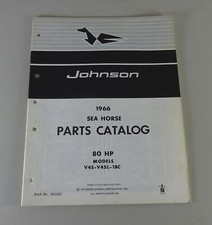 Johnson
1966
SEA HORSE
PARTS CATALOG
80 HP
MODELS
V4S-V4SL-18C